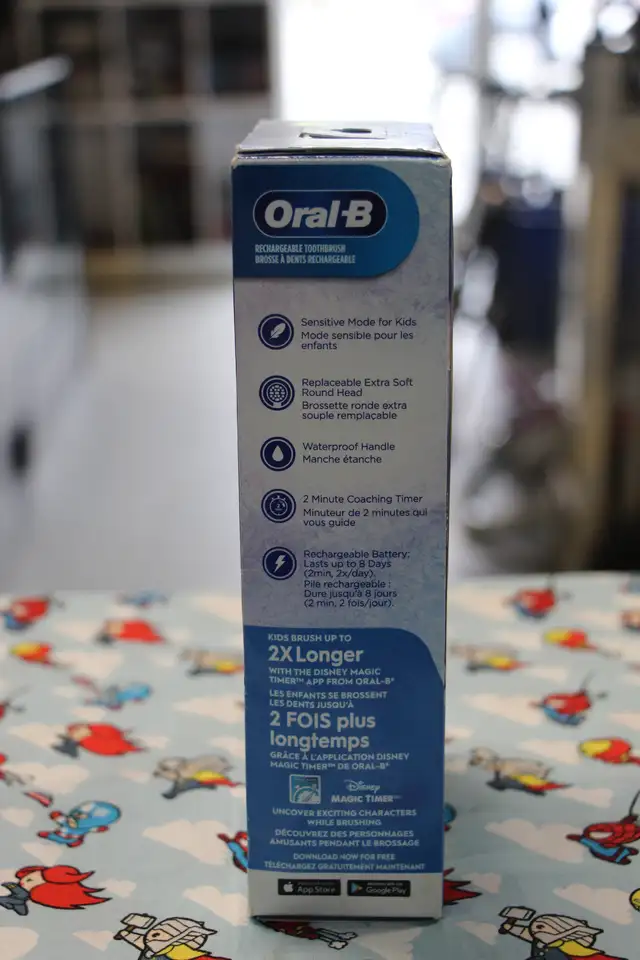 Oral-B
RECHARGEABLE TOOTHBRUSH
BROSSE À DENTS RECHARGEABLE
Sensitive Mode for Kids
Mode sensible pour les
enfants
Replaceable Extra Soft
Round Head
Brossette ronde extra
souple remplaçable
Waterproof Handle
Manche étanche
2 Minute Coaching Timer
Minuteur de 2 minutes qui
vous guide
Rechargeable Battery:
Lasts up to 8 Days
(2min, 2x/day).
Pile rechargeable :
Dure jusqu'à 8 jours
(2 min, 2 fois/jour).
KIDS BRUSH UP TO
2X Longer
WITH THE DISNEY MAGIC
TIMER™ APP FROM ORAL-B®
LES ENFANTS SE BROSSENT
LES DENTS JUSQU'À
2 FOIS plus
longtemps
GRÂCE À L'APPLICATION DISNEY
MAGIC TIMER™ DE ORAL-B®
Disney
MAGIC TIMER™
UNCOVER EXCITING CHARACTERS
WHILE BRUSHING
DÉCOUVREZ DES PERSONNAGES
AMUSANTS PENDANT LE BROSSAGE
DOWNLOAD NOW FOR FREE
TÉLÉCHARGEZ GRATUITEMENT MAINTENANT
App Store
Google Play